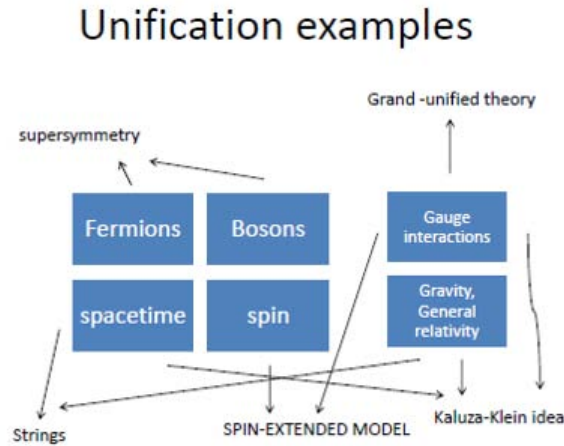 Unification examples
Grand -unified theory
supersymmetry
Fermions
Bosons
Gauge
interactions
spacetime
spin
Gravity,
General
relativity
Strings
SPIN-EXTENDED MODEL
Kaluza-Klein idea